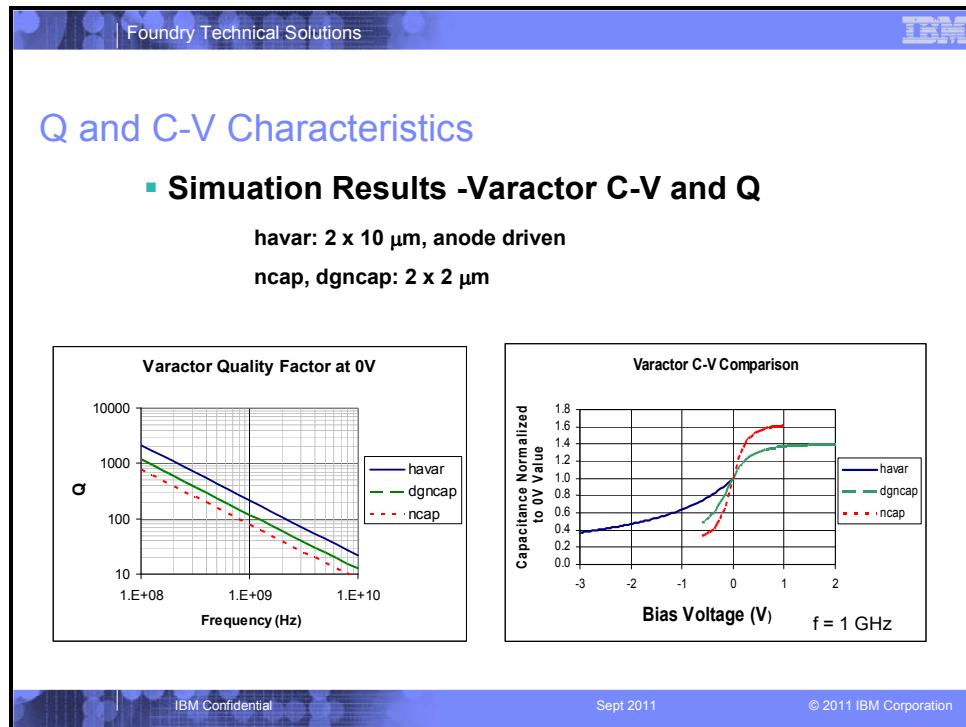 Foundry Technical Solutions
IBM
Q and C-V Characteristics
▪ Simuation Results -Varactor C-V and Q
havar: 2 x 10 μm, anode driven
ncap, dgncap: 2 x 2 μm
Varactor Quality Factor at 0V
10000
1000
100
10
Q
1.E+08 1.E+09 1.E+10
Frequency (Hz)
havar
dgncap
ncap
Varactor C-V Comparison
Capacitance Normalized
to 0V Value
1.8
1.6
1.4
1.2
1.0
0.8
0.6
0.4
0.2
0.0
-3 -2 -1 0 1 2
Bias Voltage (V)
f = 1 GHz
havar
dgncap
ncap
IBM Confidential Sept 2011 © 2011 IBM Corporation